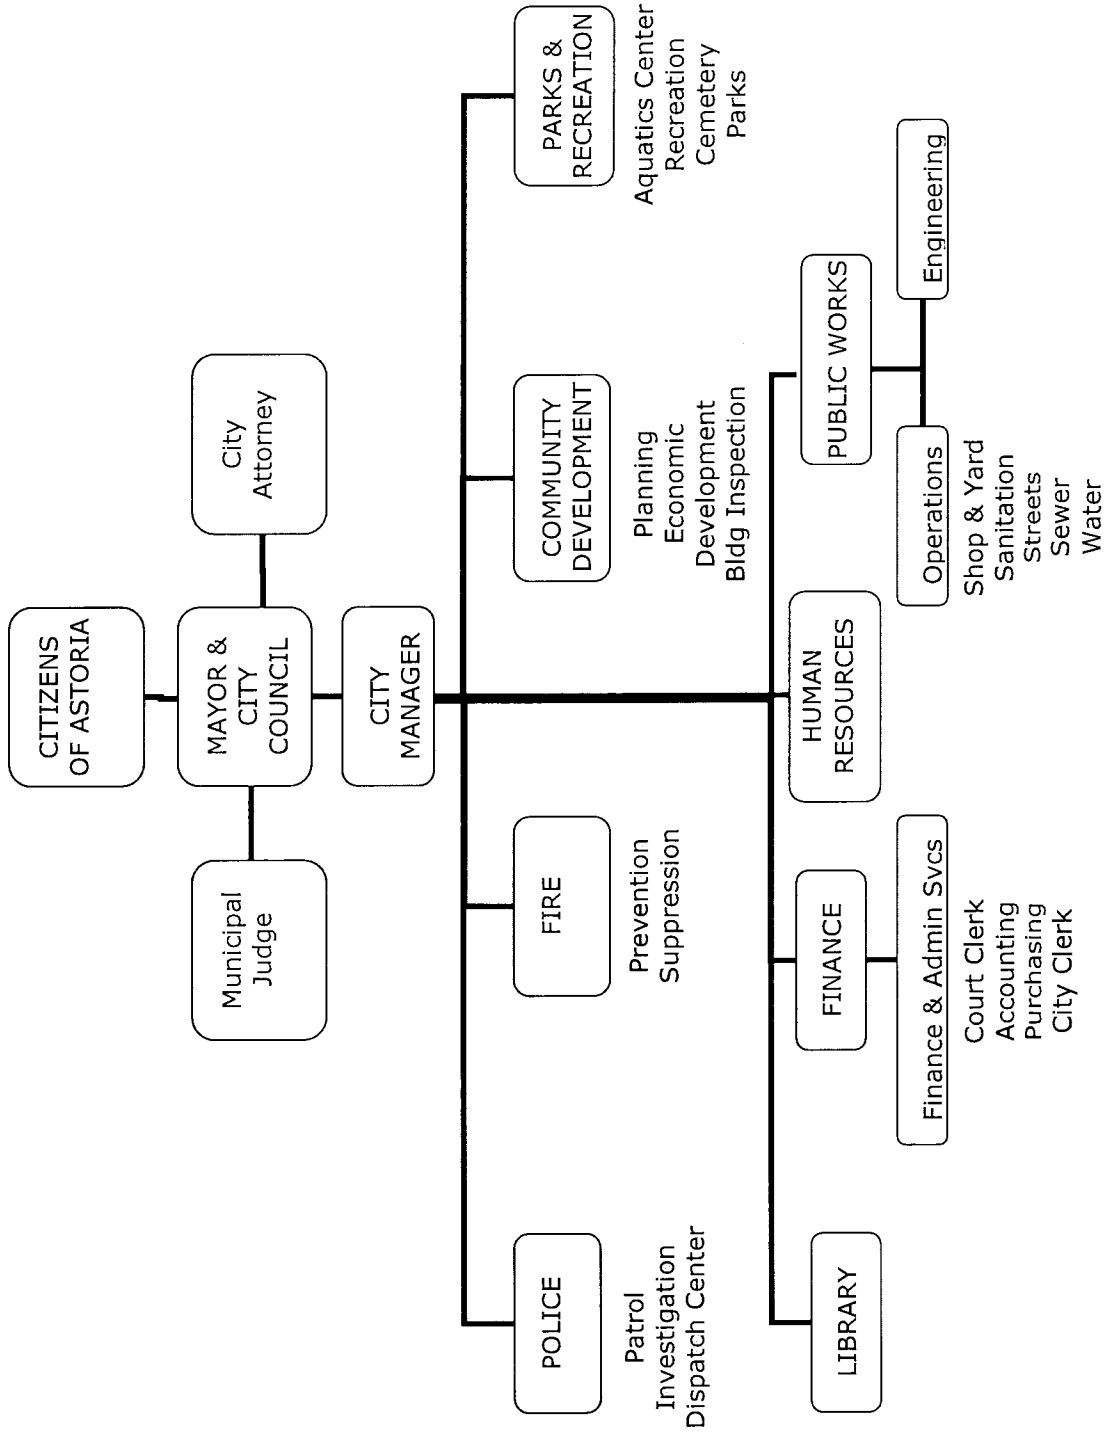 CITIZENS
OF ASTORIA
Municipal
Judge
MAYOR &
CITY
COUNCIL
City
Attorney
CITY
MANAGER
POLICE
Patrol
Investigation
Dispatch Center
FIRE
Prevention
Suppression
COMMUNITY
DEVELOPMENT
Planning
Economic
Development
Bldg Inspection
PARKS &
RECREATION
Aquatics Center
Recreation
Cemetery
Parks
LIBRARY
FINANCE
Finance & Admin Svcs
Court Clerk
Accounting
Purchasing
City Clerk
HUMAN
RESOURCES
PUBLIC WORKS
Operations
Shop & Yard
Sanitation
Streets
Sewer
Water
Engineering